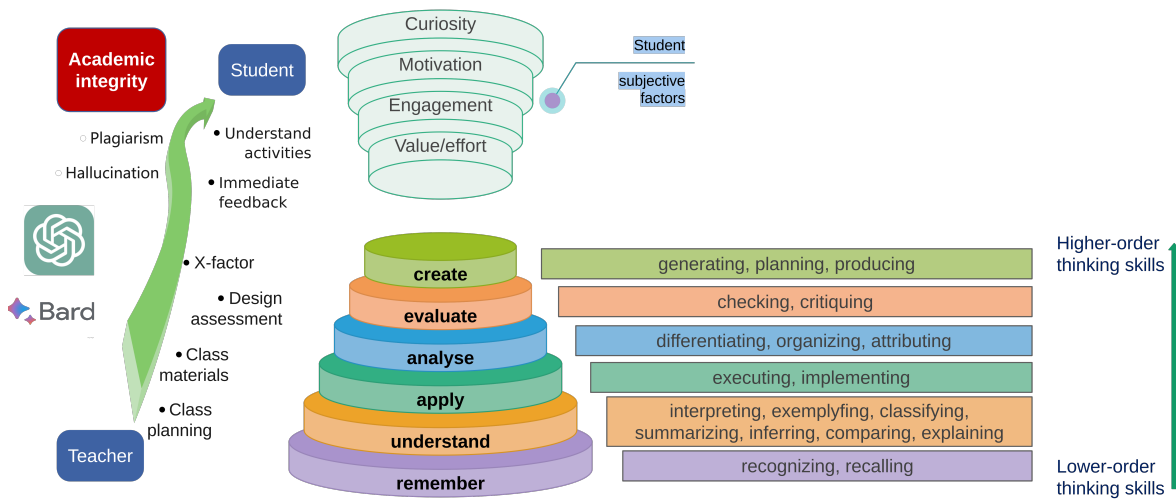 Academic
integrity
Student
Plagiarism
Hallucination
Understand
activities
Immediate
feedback
Bard
X-factor
Design
assessment
Class
materials
Class
planning
Teacher
Curiosity
Motivation
Engagement
Value/effort
Student
subjective
factors
create
generating, planning, producing
evaluate
checking, critiquing
analyse
differentiating, organizing, attributing
apply
executing, implementing
understand
interpreting, exemplyfing, classifying,
summarizing, inferring, comparing, explaining
remember
recognizing, recalling
Higher-order
thinking skills
Lower-order
thinking skills